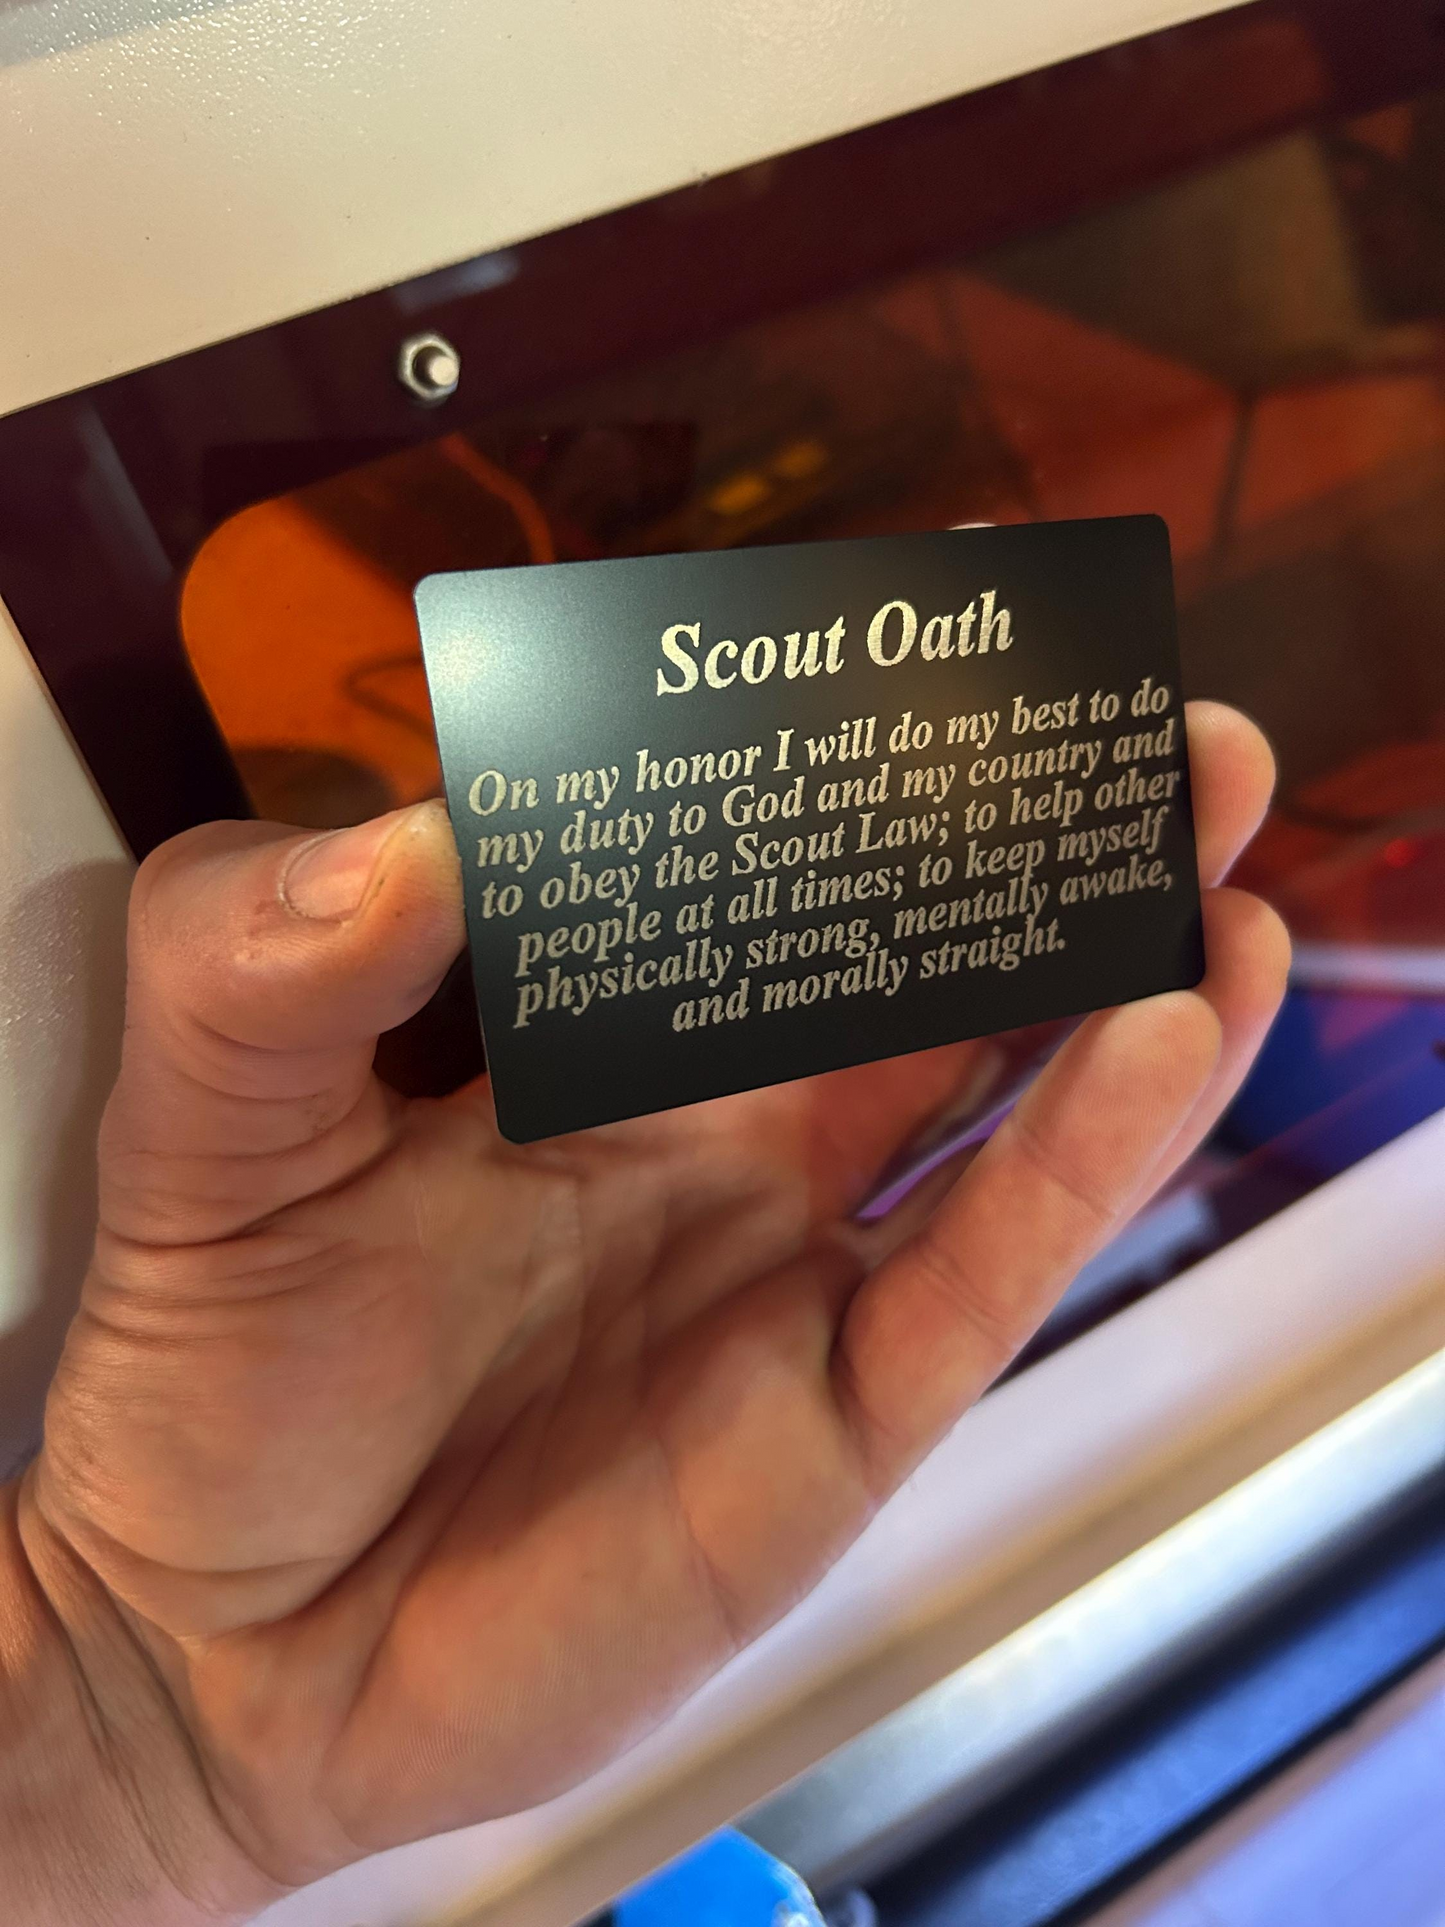 Scout Oath
On my honor I will do my best to do
my duty to God and my country and
to obey the Scout Law; to help other
people at all times; to keep myself
physically strong, mentally awake,
and morally straight.